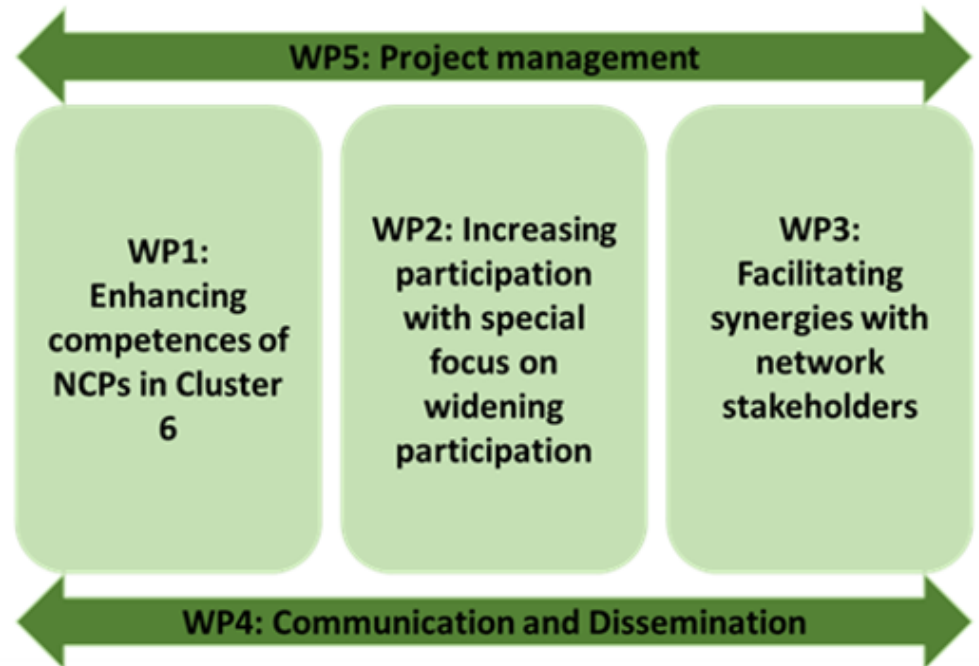 WP5: Project management
WP1:
Enhancing
competences of
NCPs in Cluster
6
WP2: Increasing
participation
with special
focus on
widening
participation
WP3:
Facilitating
synergies with
network
stakeholders
WP4: Communication and Dissemination